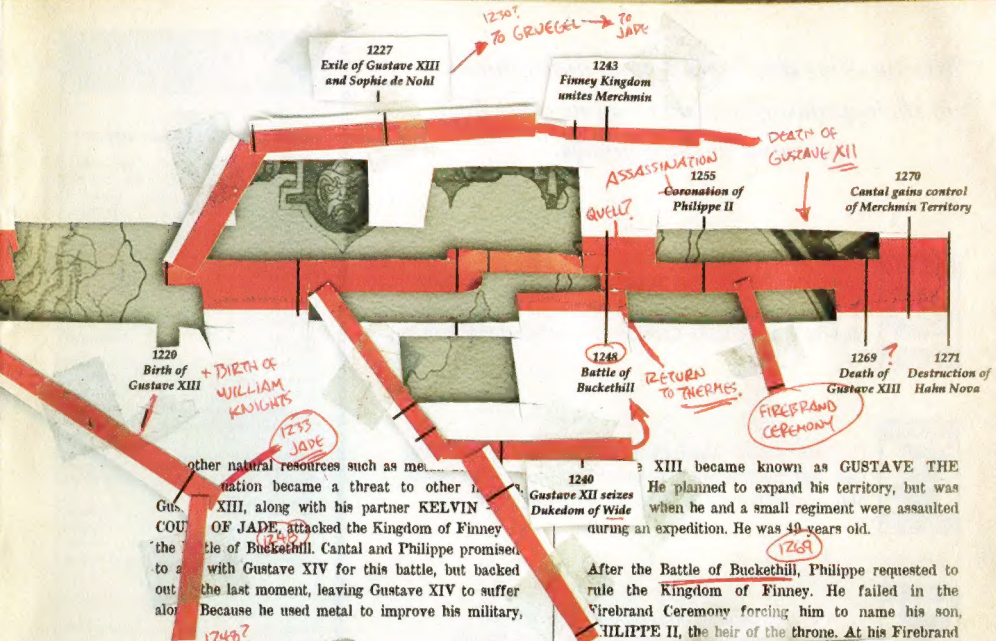 1230?
TO GRUEGEL → TO
JADE
1227
Exile of Gustave XIII
and Sophie de Nohl
1243
Finney Kingdom
unites Merchmin
DEATH OF
GUSTAVE XII
ASSASSINATION
1255
Coronation of
Philippe II
1270
Cantal gains control
of Merchmin Territory
QUELL?
1220
Birth of
Gustave XIII
+ BIRTH OF
WILLIAM
KNIGHTS
1233
JADE
1248
Battle of
Buckethill
RETURN
TO THERMES.
1269 ?
Death of
Gustave XIII
1271
Destruction of
Hahn Nova
FIREBRAND
CEREMONY
1240
Gustave XII seizes
Dukedom of Wide
other natural resources such as
uation became a threat to other
XIII, along with his partner KELVIN
OF JADE, attacked the Kingdom of Finney
1248
the tle of Buckethill. Cantal and Philippe promised
to with Gustave XIV for this battle, but backed
out the last moment, leaving Gustave XIV to suffer
Because he used metal to improve his military,
1248?
XIII became known as GUSTAVE THE
He planned to expand his territory, but was
when he and a small regiment were assaulted
during an expedition. He was 49 years old.
1269
After the Battle of Buckethill, Philippe requested to
rule the Kingdom of Finney. He failed in the
Firebrand Ceremony forcing him to name his son,
HILIPPE II, the heir of the throne. At his Firebrand